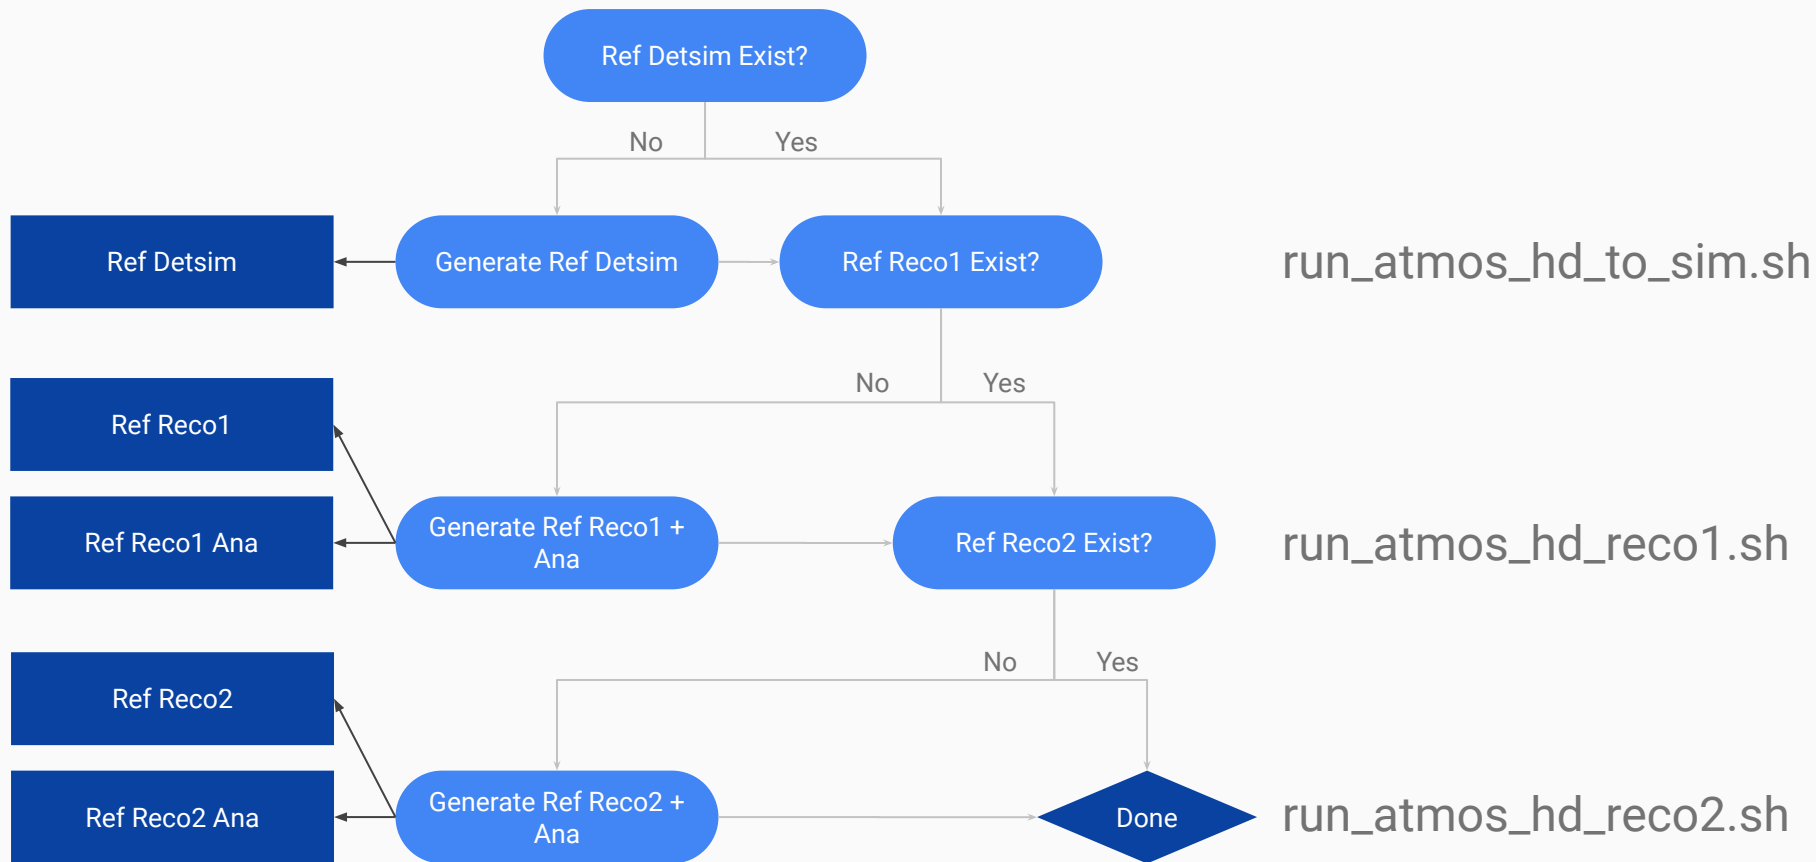 Ref Detsim Exist?
No
Yes
Ref Detsim
Generate Ref Detsim
Ref Reco1 Exist?
run_atmos_hd_to_sim.sh
No
Yes
Ref Reco1
Ref Reco1 Ana
Generate Ref Reco1 +
Ana
Ref Reco2 Exist?
run_atmos_hd_reco1.sh
No
Yes
Ref Reco2
Ref Reco2 Ana
Generate Ref Reco2 +
Ana
Done
run_atmos_hd_reco2.sh